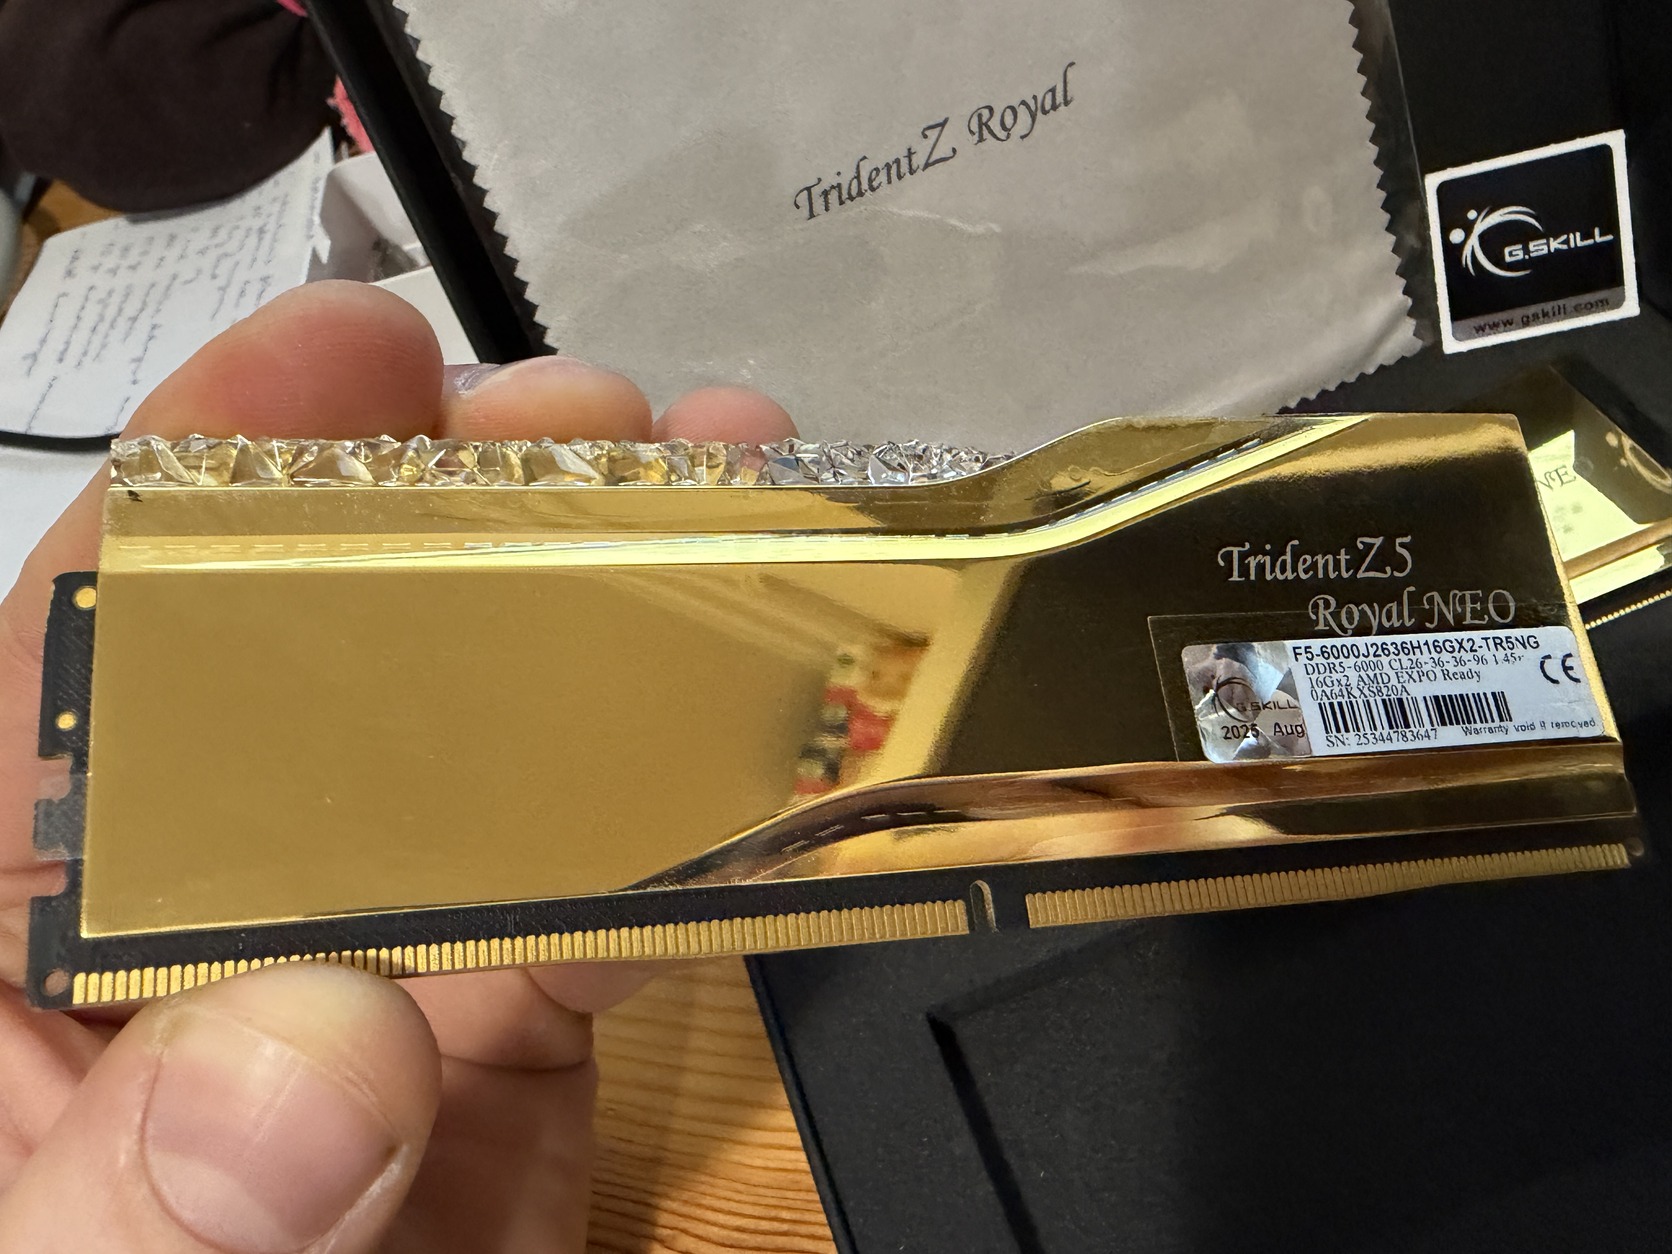 TridentZ Royal
G.SKILL
www.gskill.com
TridentZ5
Royal NEO
NEO
F5-6000J2636H16GX2-TR5NG
DDR5-6000 CL26-36-36-96 1.45v
16Gx2 AMD EXPO Ready
0A64KXS820A
CE
G.SKILL
2025 Aug
SN: 25344783647
Warranty void if removed